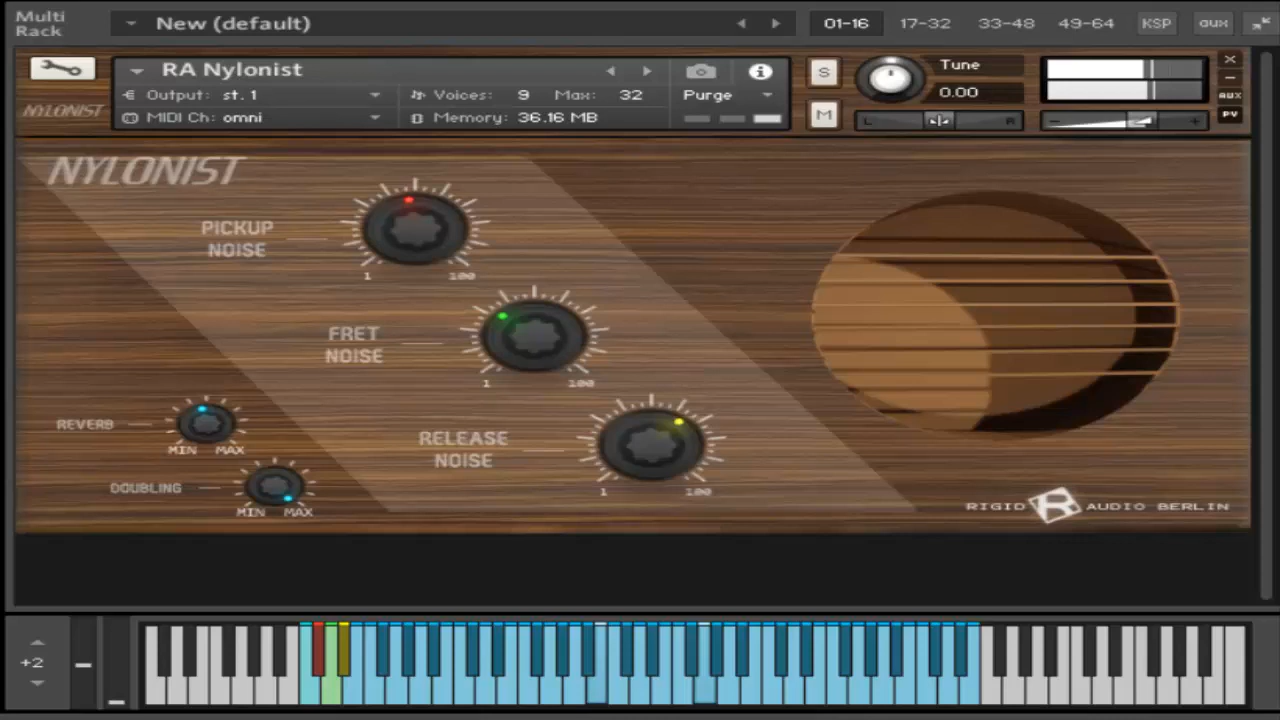 Multi
Rack
New (default)
01-16 17-32 33-48 49-64 KSP aux
RA Nylonist
NYLONIST
Output: st. 1
Voices: 9 Max: 32
Purge
MIDI Ch: omni
Memory: 36.16 MB
S
M
Tune
0.00
L R
AUX
PV
NYLONIST
PICKUP
NOISE
1 100
FRET
NOISE
1 100
REVERB
MIN MAX
RELEASE
NOISE
1 100
DOUBLING
MIN MAX
RIGID R AUDIO BERLIN
+2